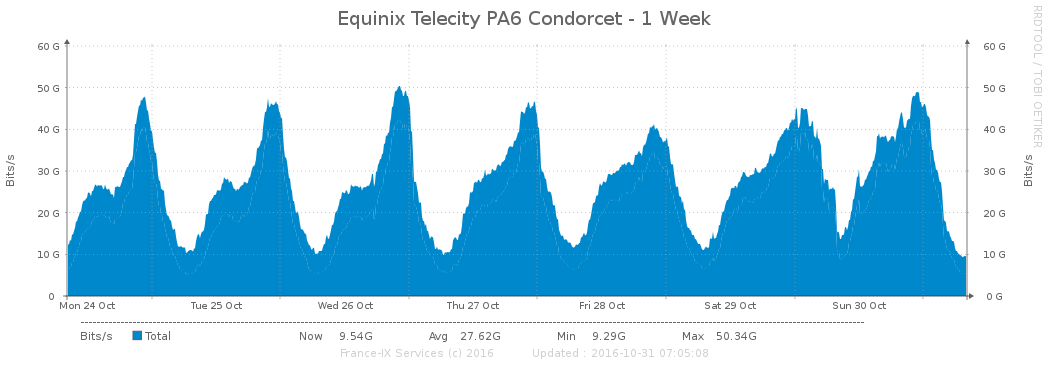 Equinix Telecity PA6 Condorcet - 1 Week
RRDTOOL / TOBI OETIKER
Bits/s
Bits/s
60 G 60 G
50 G 50 G
40 G 40 G
30 G 30 G
20 G 20 G
10 G 10 G
0 0 G
Mon 24 Oct Tue 25 Oct Wed 26 Oct Thu 27 Oct Fri 28 Oct Sat 29 Oct Sun 30 Oct
Bits/s Total Now 9.54G Avg 27.62G Min 9.29G Max 50.34G
France-IX Services (c) 2016 Updated : 2016-10-31 07:05:08